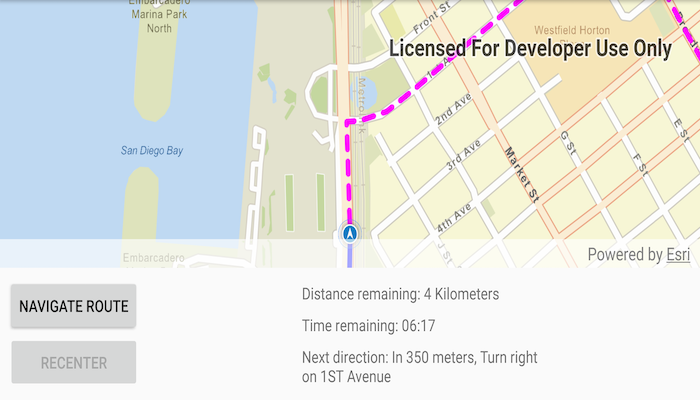 Embarcadero
Marina Park
North
Front St
Westfield Horton
Licensed For Developer Use Only
1st A
2nd Ave
3rd Ave
4th Ave
Market St
G St
F St
E St
J St
San Diego Bay
Embarcadero
Powered by Esri
NAVIGATE ROUTE
RECENTER
Distance remaining: 4 Kilometers
Time remaining: 06:17
Next direction: In 350 meters, Turn right
on 1ST Avenue